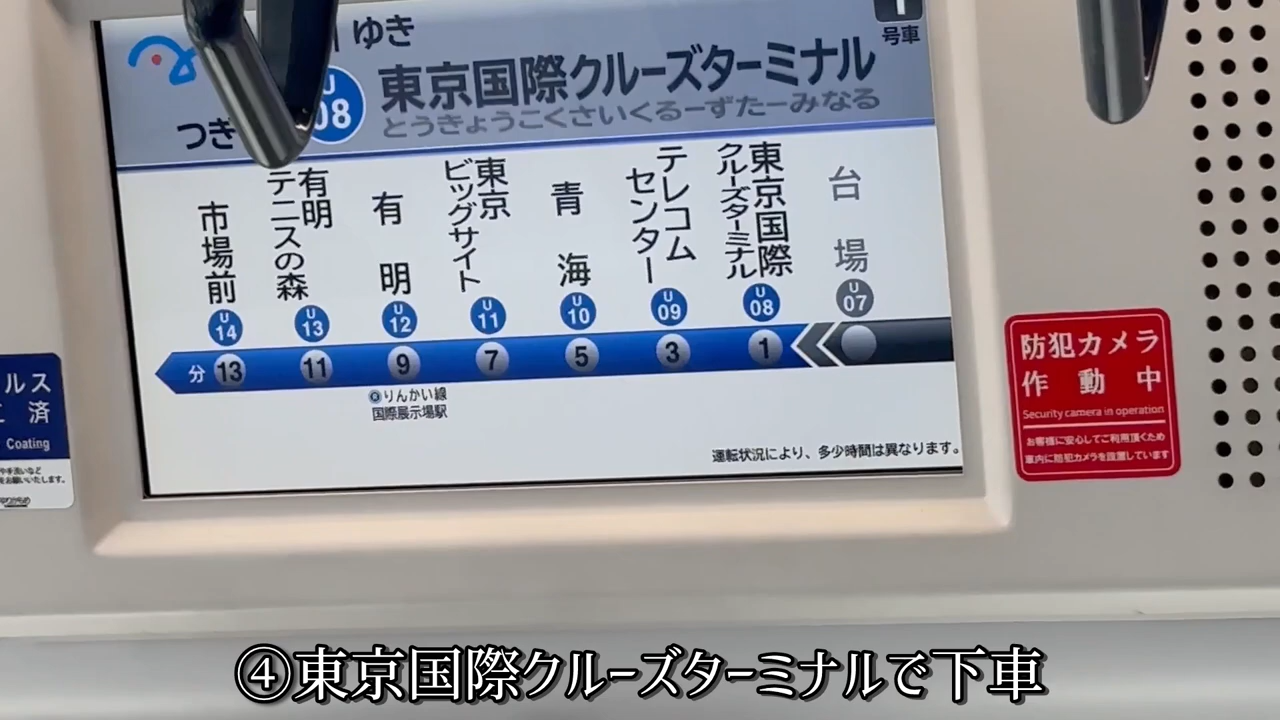 ゆき
号車
つぎ
08
東京国際クルーズターミナル
とうきょうこくさいくるーずたーみなる
市場前
有明
テニスの森
有明
東京
ビッグサイト
青海
テレコム
センター
東京国際
クルーズターミナル
台場
U 14
U 13
U 12
U 11
U 10
U 09
U 08
U 07
分 13 11 9 7 5 3 1
R りんかい線
国際展示場駅
運転状況により、多少時間は異なります。
防犯カメラ
作動中
Security camera in operation
お客様に安心してご利用頂くため
車内に防犯カメラを設置しています
ルス
済
Coating
④東京国際クルーズターミナルで下車